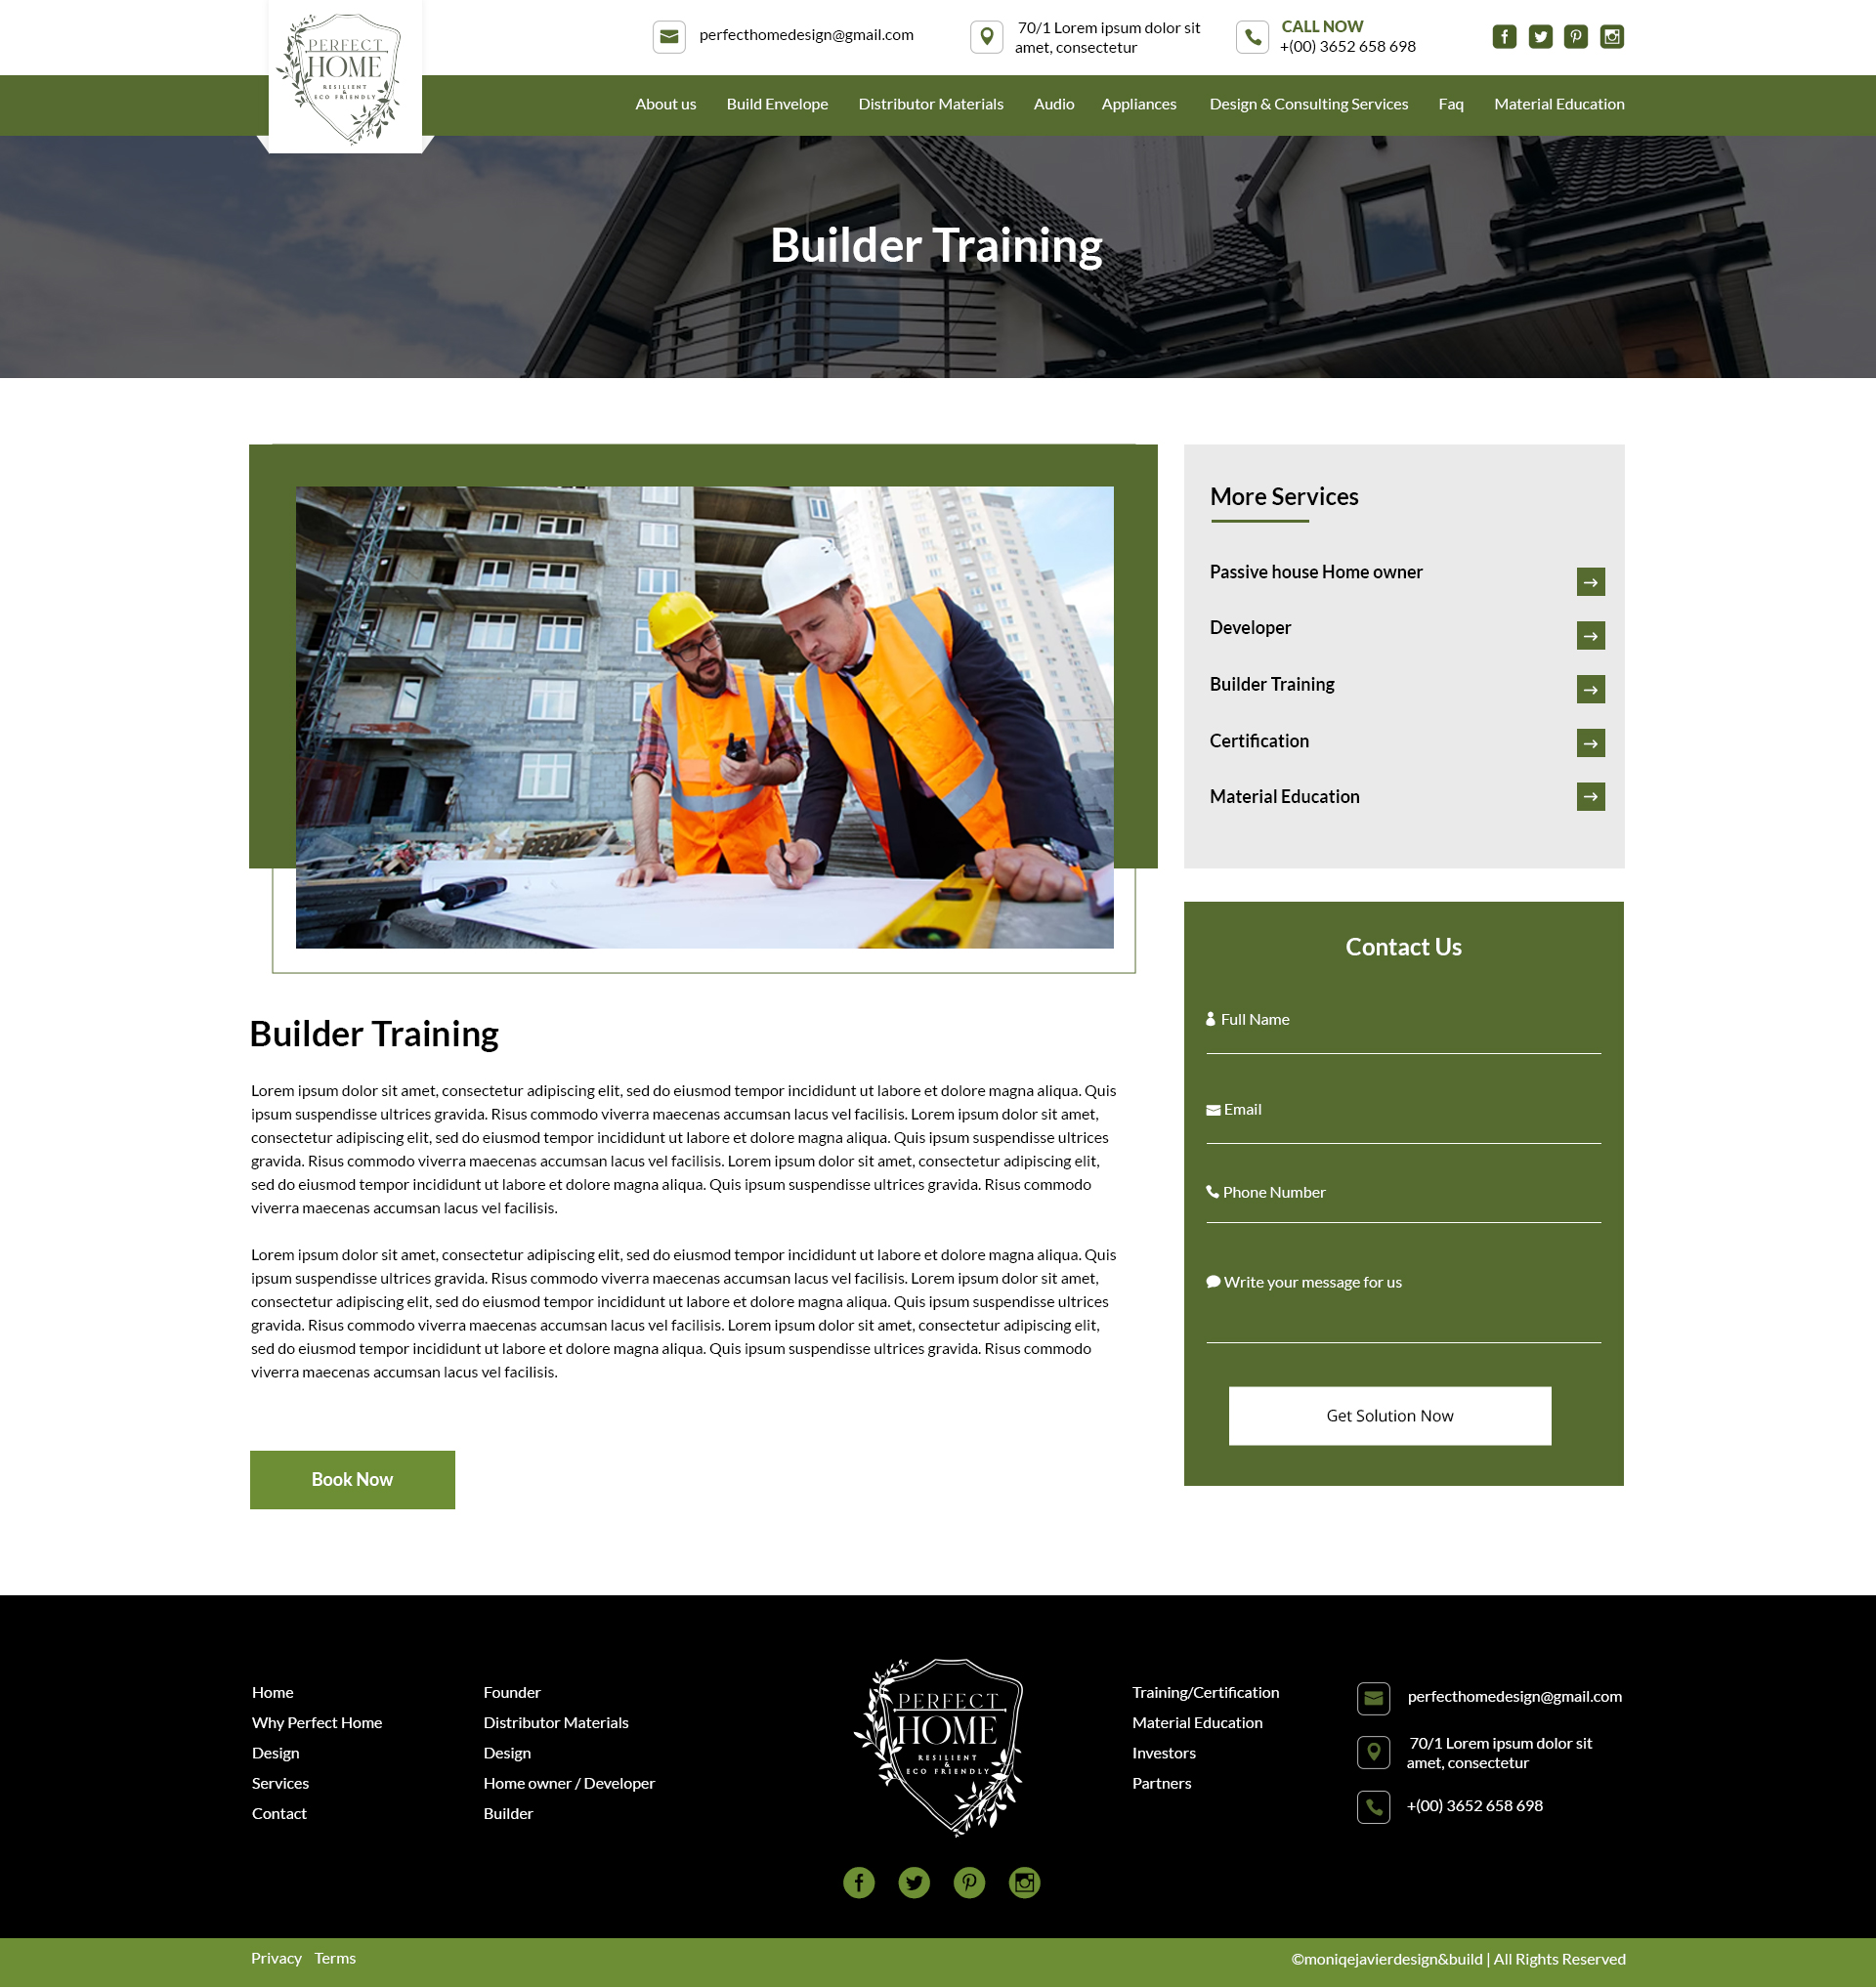 PERFECT
HOME
RESILIENT
&
ECO FRIENDLY
perfecthomedesign@gmail.com
70/1 Lorem ipsum dolor sit
amet, consectetur
CALL NOW
+(00) 3652 658 698
About us Build Envelope Distributor Materials Audio Appliances Design & Consulting Services Faq Material Education
Builder Training
More Services
Passive house Home owner
Developer
Builder Training
Certification
Material Education
Contact Us
Full Name
Email
Phone Number
Write your message for us
Get Solution Now
Builder Training
Lorem ipsum dolor sit amet, consectetur adipiscing elit, sed do eiusmod tempor incididunt ut labore et dolore magna aliqua. Quis
ipsum suspendisse ultrices gravida. Risus commodo viverra maecenas accumsan lacus vel facilisis. Lorem ipsum dolor sit amet,
consectetur adipiscing elit, sed do eiusmod tempor incididunt ut labore et dolore magna aliqua. Quis ipsum suspendisse ultrices
gravida. Risus commodo viverra maecenas accumsan lacus vel facilisis. Lorem ipsum dolor sit amet, consectetur adipiscing elit,
sed do eiusmod tempor incididunt ut labore et dolore magna aliqua. Quis ipsum suspendisse ultrices gravida. Risus commodo
viverra maecenas accumsan lacus vel facilisis.
Lorem ipsum dolor sit amet, consectetur adipiscing elit, sed do eiusmod tempor incididunt ut labore et dolore magna aliqua. Quis
ipsum suspendisse ultrices gravida. Risus commodo viverra maecenas accumsan lacus vel facilisis. Lorem ipsum dolor sit amet,
consectetur adipiscing elit, sed do eiusmod tempor incididunt ut labore et dolore magna aliqua. Quis ipsum suspendisse ultrices
gravida. Risus commodo viverra maecenas accumsan lacus vel facilisis. Lorem ipsum dolor sit amet, consectetur adipiscing elit,
sed do eiusmod tempor incididunt ut labore et dolore magna aliqua. Quis ipsum suspendisse ultrices gravida. Risus commodo
viverra maecenas accumsan lacus vel facilisis.
Book Now
Home
Why Perfect Home
Design
Services
Contact
Founder
Distributor Materials
Design
Home owner / Developer
Builder
PERFECT
HOME
RESILIENT
&
ECO FRIENDLY
Training/Certification
Material Education
Investors
Partners
perfecthomedesign@gmail.com
70/1 Lorem ipsum dolor sit
amet, consectetur
+(00) 3652 658 698
Privacy Terms
©moniqejavierdesign&build | All Rights Reserved